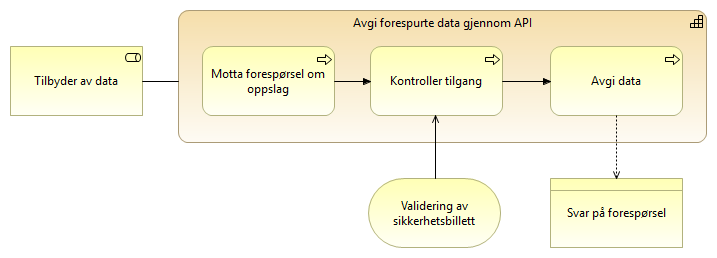 Avgi forespurte data gjennom API
Tilbyder av data
Motta forespørsel om
oppslag
Kontroller tilgang
Avgi data
Validering av
sikkerhetsbillett
Svar på forespørsel